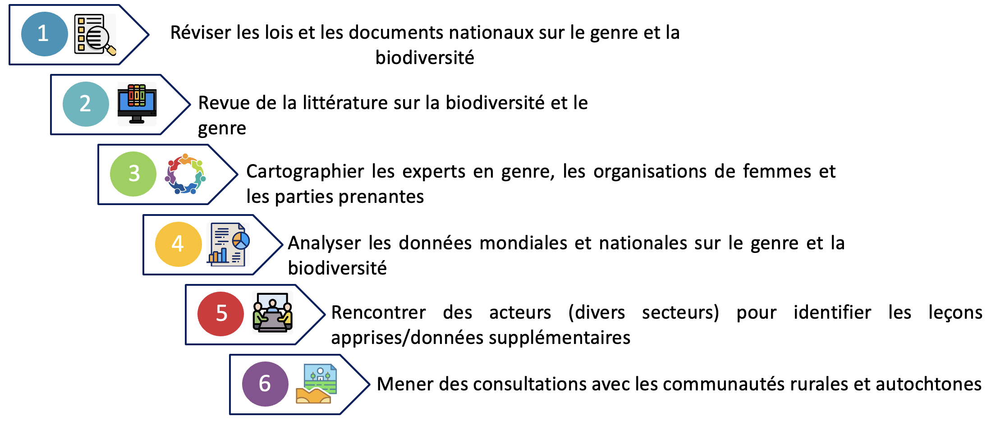 1
Réviser les lois et les documents nationaux sur le genre et la
biodiversité
2
Revue de la littérature sur la biodiversité et le
genre
3
Cartographier les experts en genre, les organisations de femmes et
les parties prenantes
4
Analyser les données mondiales et nationales sur le genre et la
biodiversité
5
Rencontrer des acteurs (divers secteurs) pour identifier les leçons
apprises/données supplémentaires
6
Mener des consultations avec les communautés rurales et autochtones